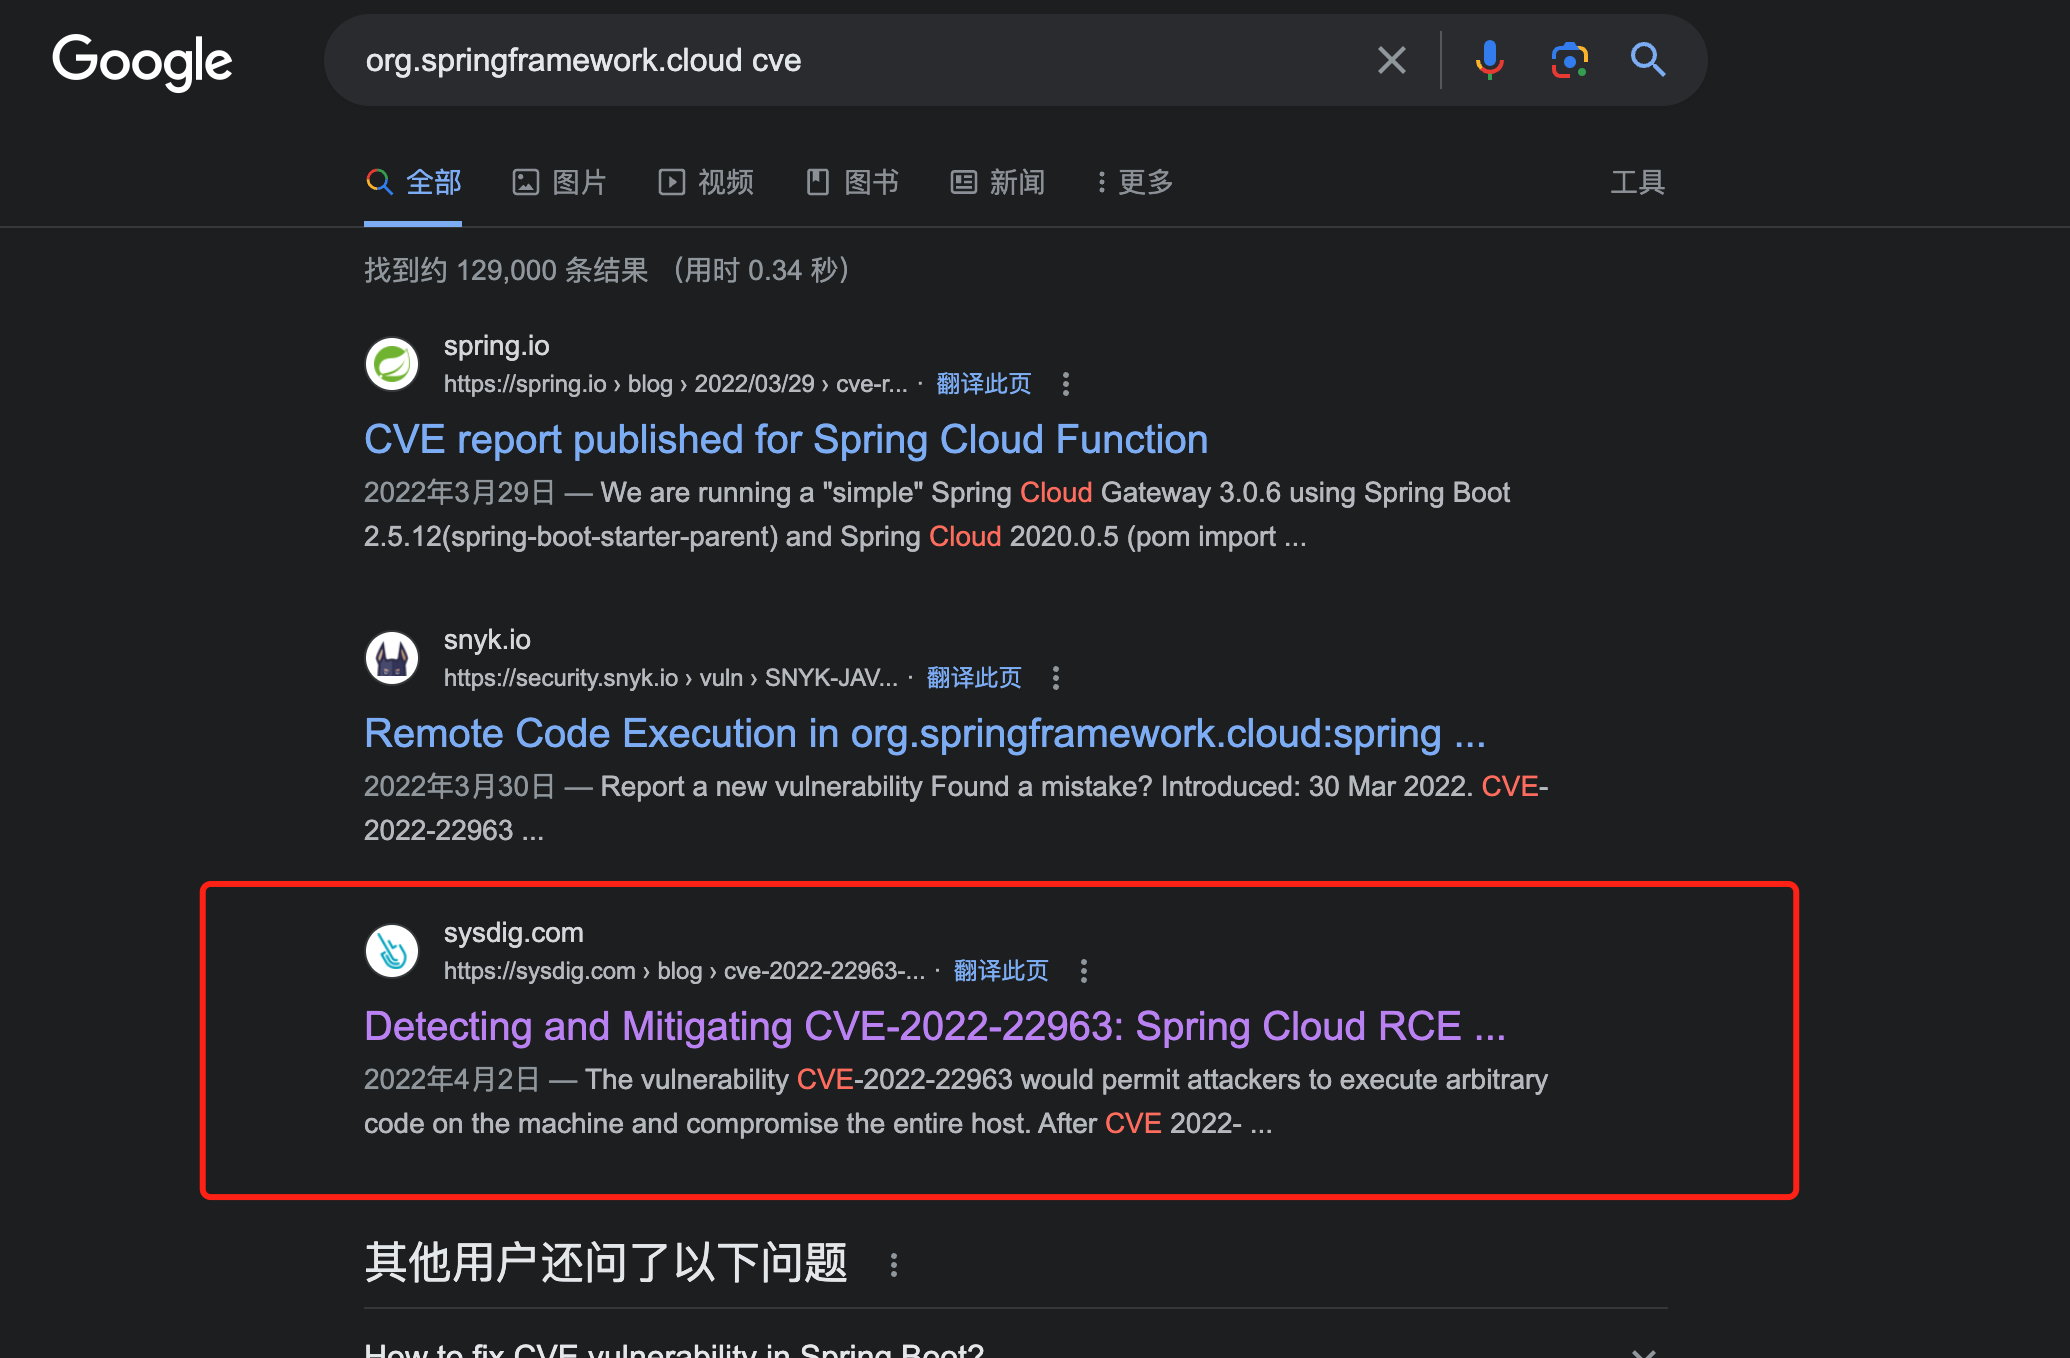 Google
org.springframework.cloud cve
全部 图片 视频 图书 新闻 更多 工具
找到约 129,000 条结果 （用时 0.34 秒）
spring.io
https://spring.io › blog › 2022/03/29 › cve-r... · 翻译此页
CVE report published for Spring Cloud Function
2022年3月29日 — We are running a "simple" Spring Cloud Gateway 3.0.6 using Spring Boot
2.5.12(spring-boot-starter-parent) and Spring Cloud 2020.0.5 (pom import ...
snyk.io
https://security.snyk.io › vuln › SNYK-JAV... · 翻译此页
Remote Code Execution in org.springframework.cloud:spring ...
2022年3月30日 — Report a new vulnerability Found a mistake? Introduced: 30 Mar 2022. CVE-
2022-22963 ...
sysdig.com
https://sysdig.com › blog › cve-2022-22963-... · 翻译此页
Detecting and Mitigating CVE-2022-22963: Spring Cloud RCE ...
2022年4月2日 — The vulnerability CVE-2022-22963 would permit attackers to execute arbitrary
code on the machine and compromise the entire host. After CVE 2022- ...
其他用户还问了以下问题
How to fix CVE vulnerability in Spring Boot?